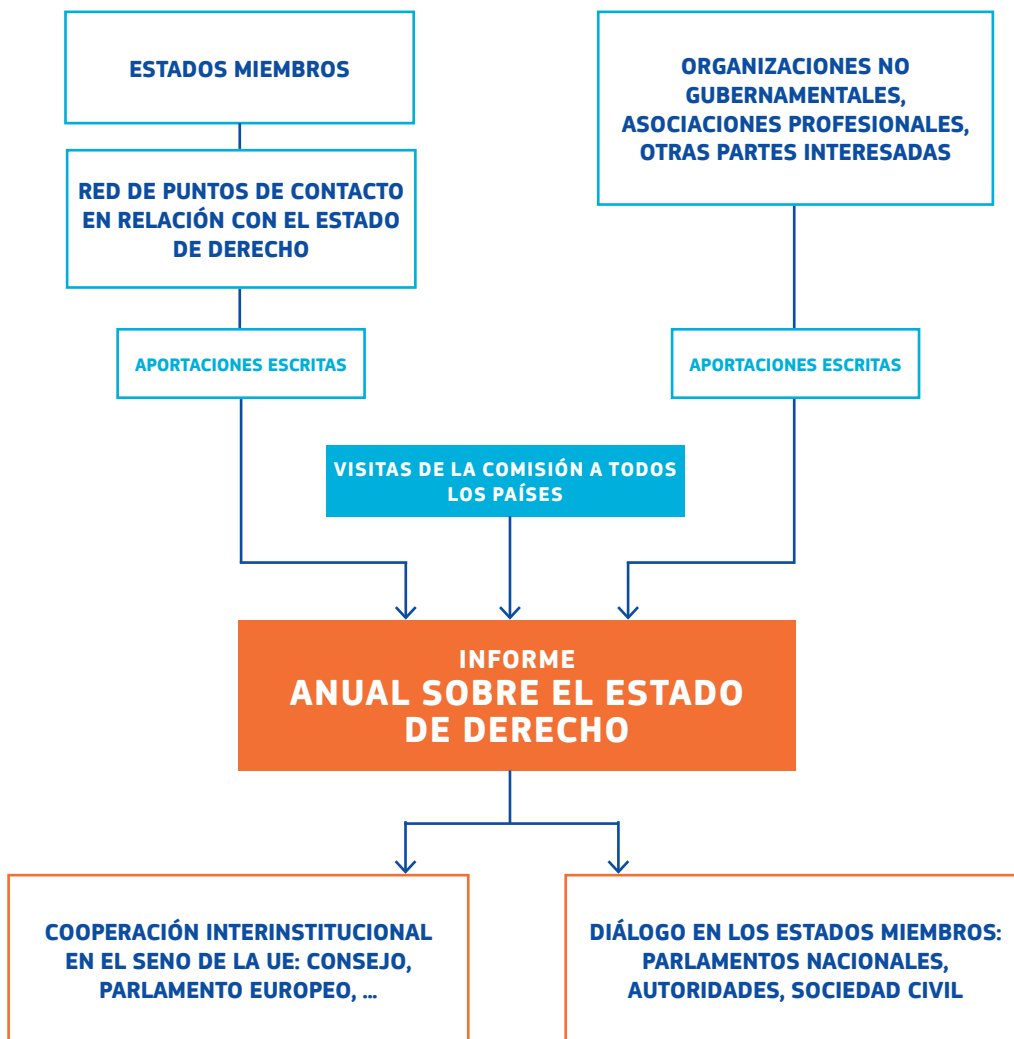 ESTADOS MIEMBROS
ORGANIZACIONES NO
GUBERNAMENTALES,
ASOCIACIONES PROFESIONALES,
OTRAS PARTES INTERESADAS
RED DE PUNTOS DE CONTACTO
EN RELACIÓN CON EL ESTADO
DE DERECHO
APORTACIONES ESCRITAS
APORTACIONES ESCRITAS
VISITAS DE LA COMISIÓN A TODOS
LOS PAÍSES
INFORME
ANUAL SOBRE EL ESTADO
DE DERECHO
COOPERACIÓN INTERINSTITUCIONAL
EN EL SENO DE LA UE: CONSEJO,
PARLAMENTO EUROPEO, ...
DIÁLOGO EN LOS ESTADOS MIEMBROS:
PARLAMENTOS NACIONALES,
AUTORIDADES, SOCIEDAD CIVIL